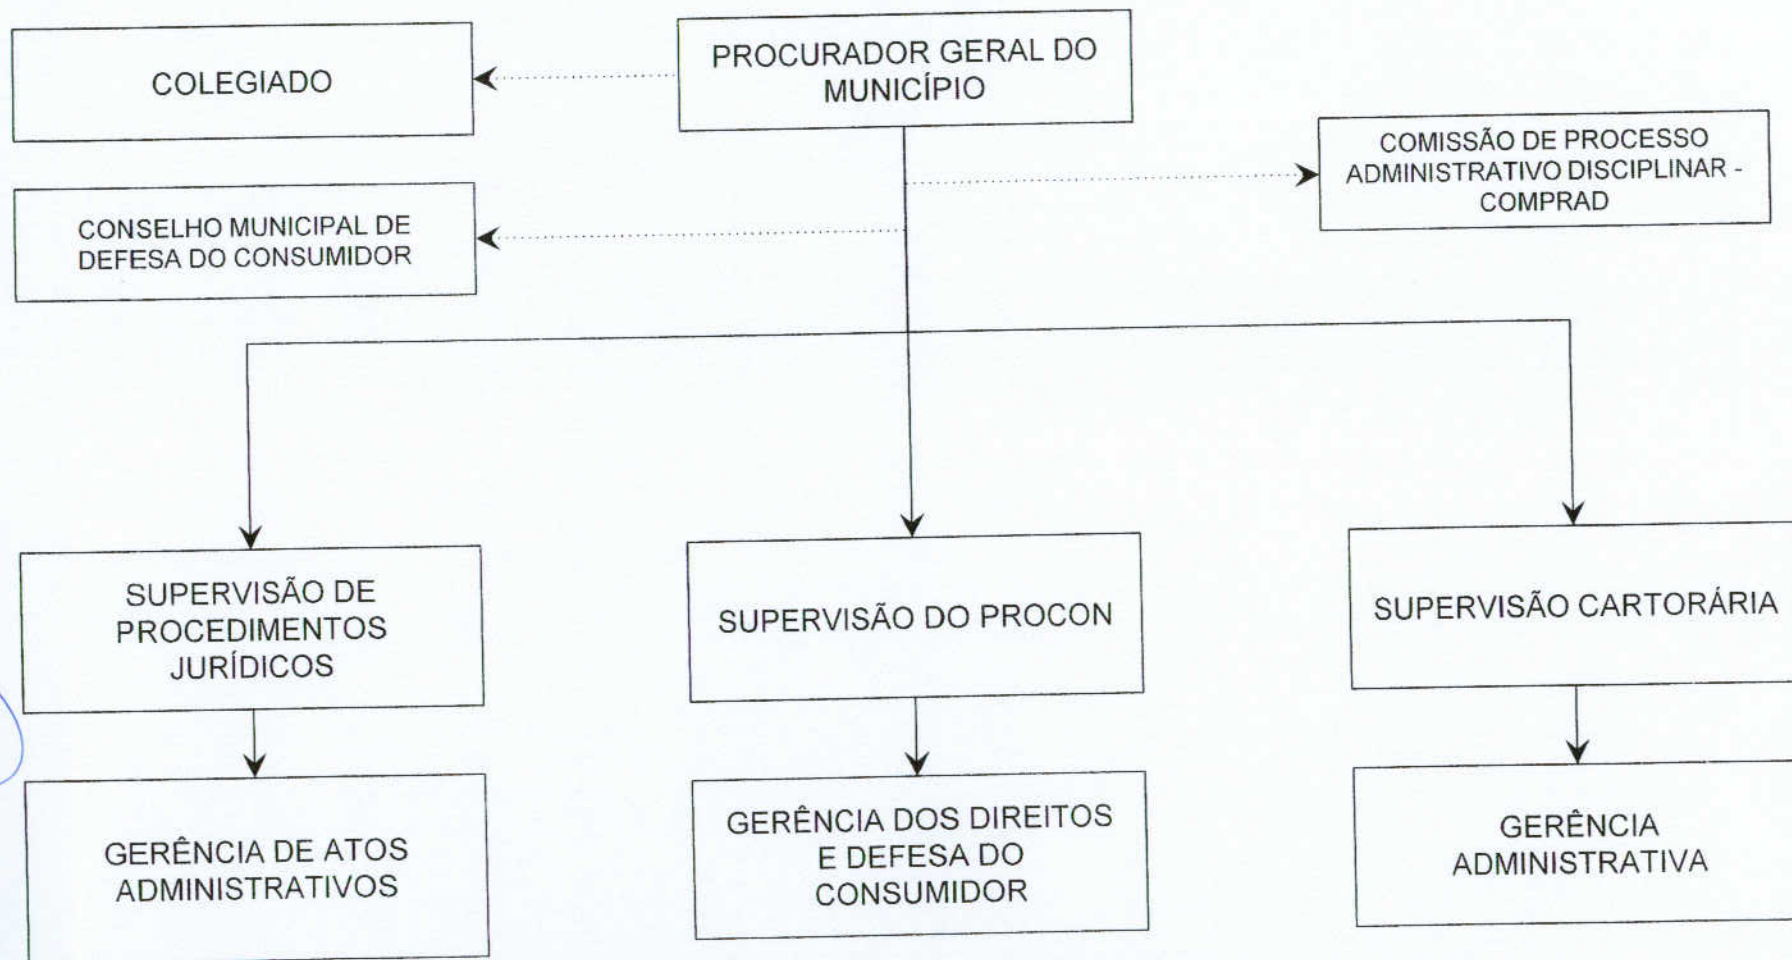 COLEGIADO
PROCURADOR GERAL DO
MUNICÍPIO
COMISSÃO DE PROCESSO
ADMINISTRATIVO DISCIPLINAR -
COMPRAD
CONSELHO MUNICIPAL DE
DEFESA DO CONSUMIDOR
SUPERVISÃO DE
PROCEDIMENTOS
JURÍDICOS
SUPERVISÃO DO PROCON
SUPERVISÃO CARTORÁRIA
GERÊNCIA DE ATOS
ADMINISTRATIVOS
GERÊNCIA DOS DIREITOS
E DEFESA DO
CONSUMIDOR
GERÊNCIA
ADMINISTRATIVA